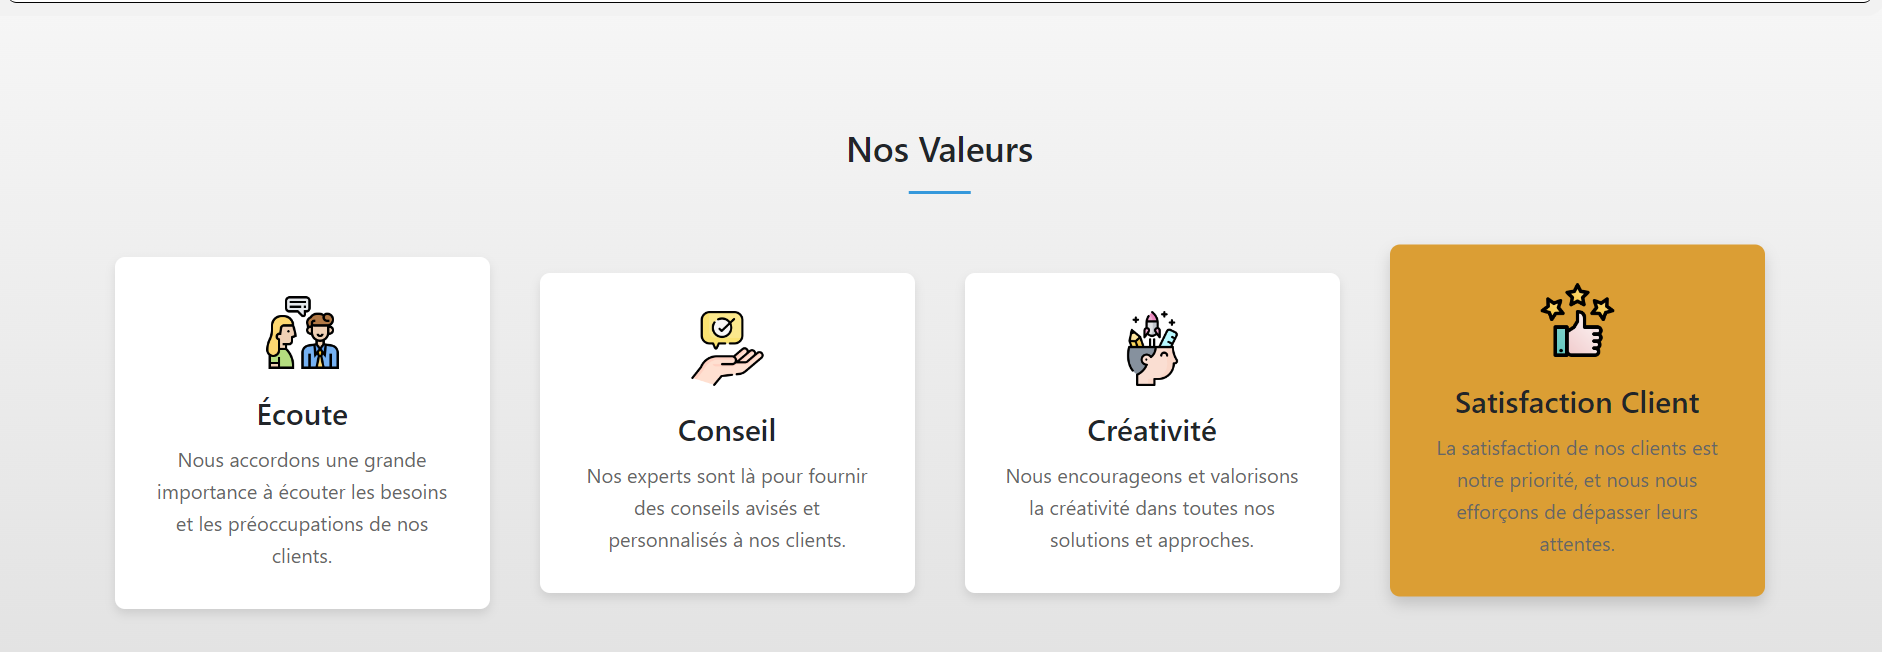 Nos Valeurs
Écoute
Nous accordons une grande
importance à écouter les besoins
et les préoccupations de nos
clients.
Conseil
Nos experts sont là pour fournir
des conseils avisés et
personnalisés à nos clients.
Créativité
Nous encourageons et valorisons
la créativité dans toutes nos
solutions et approches.
Satisfaction Client
La satisfaction de nos clients est
notre priorité, et nous nous
efforçons de dépasser leurs
attentes.